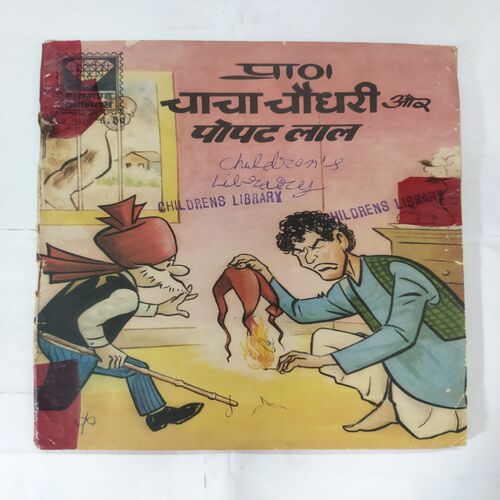 प्राण
चाचा चौधरी और
पोपट लाल
Children's
Library
CHILDRENS LIBRARY
CHILDRENS LIBRARY